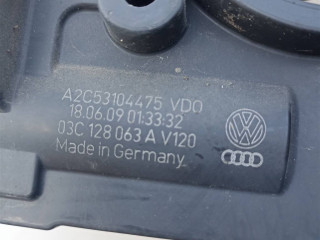 A2C53104475 VDO
18.06.09 01:33:32
03C 128 063 A V120
Made in Germany